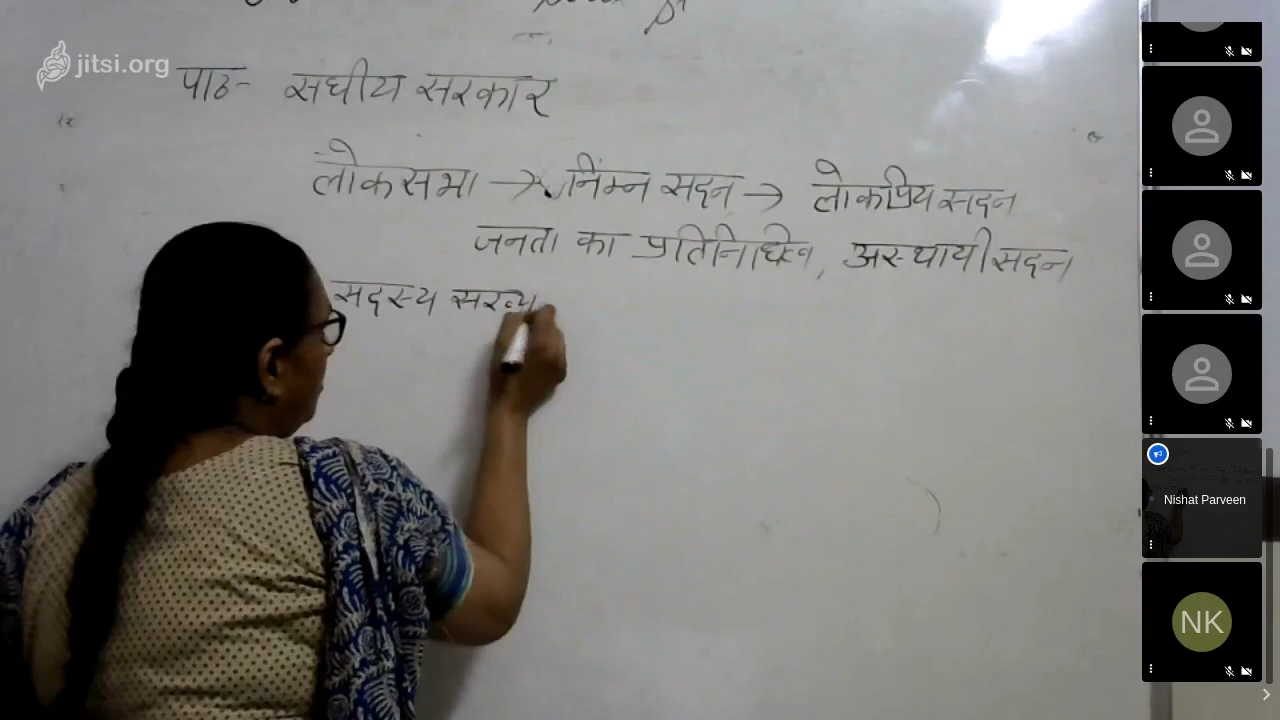 jitsi.org
पाठ- संघीय सरकार
लोकसभा → निम्न सदन → लोकप्रिय सदन
जनता का प्रतिनिधित्व, अस्थायी सदन
सदस्य संख्य
Nishat Parveen
NK